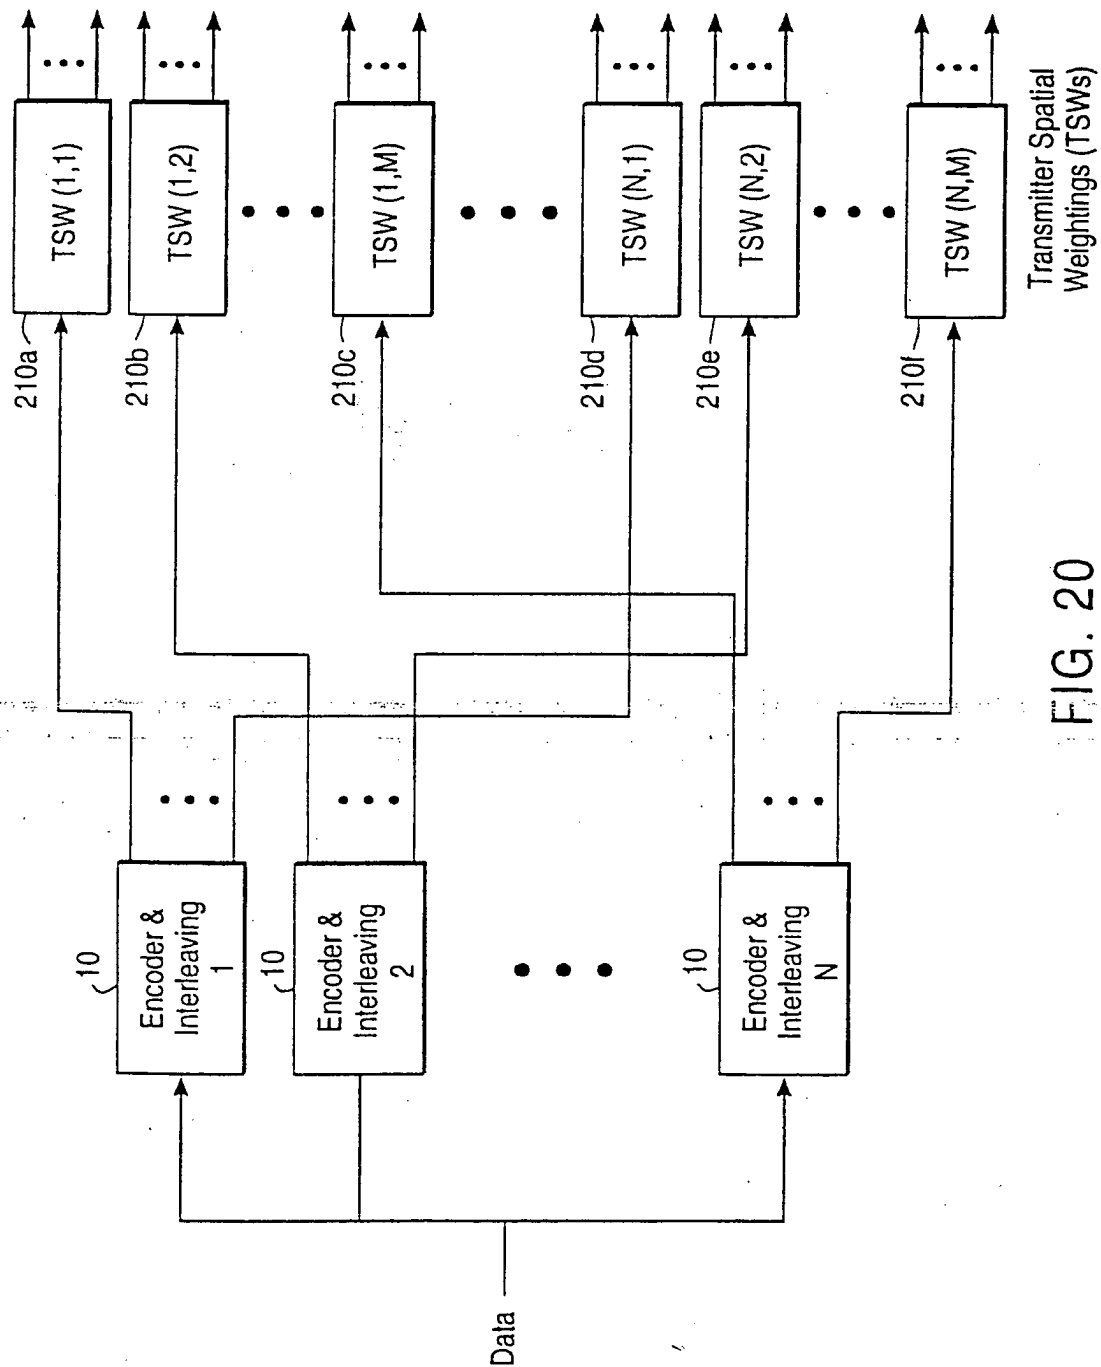 Data
10
Encoder &
Interleaving
1
10
Encoder &
Interleaving
2
10
Encoder &
Interleaving
N
210a
TSW (1,1)
210b
TSW (1,2)
210c
TSW (1,M)
210d
TSW (N,1)
210e
TSW (N,2)
210f
TSW (N,M)
Transmitter Spatial
Weightings (TSWs)
FIG. 20